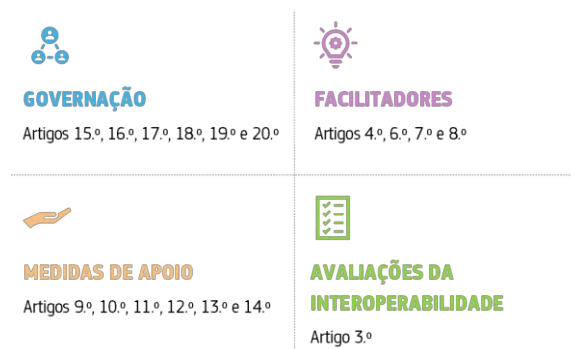 GOVERNAÇÃO
Artigos 15.º, 16.º, 17.º, 18.º, 19.º e 20.º
FACILITADORES
Artigos 4.º, 6.º, 7.º e 8.º
MEDIDAS DE APOIO
Artigos 9.º, 10.º, 11.º, 12.º, 13.º e 14.º
AVALIAÇÕES DA
INTEROPERABILIDADE
Artigo 3.º